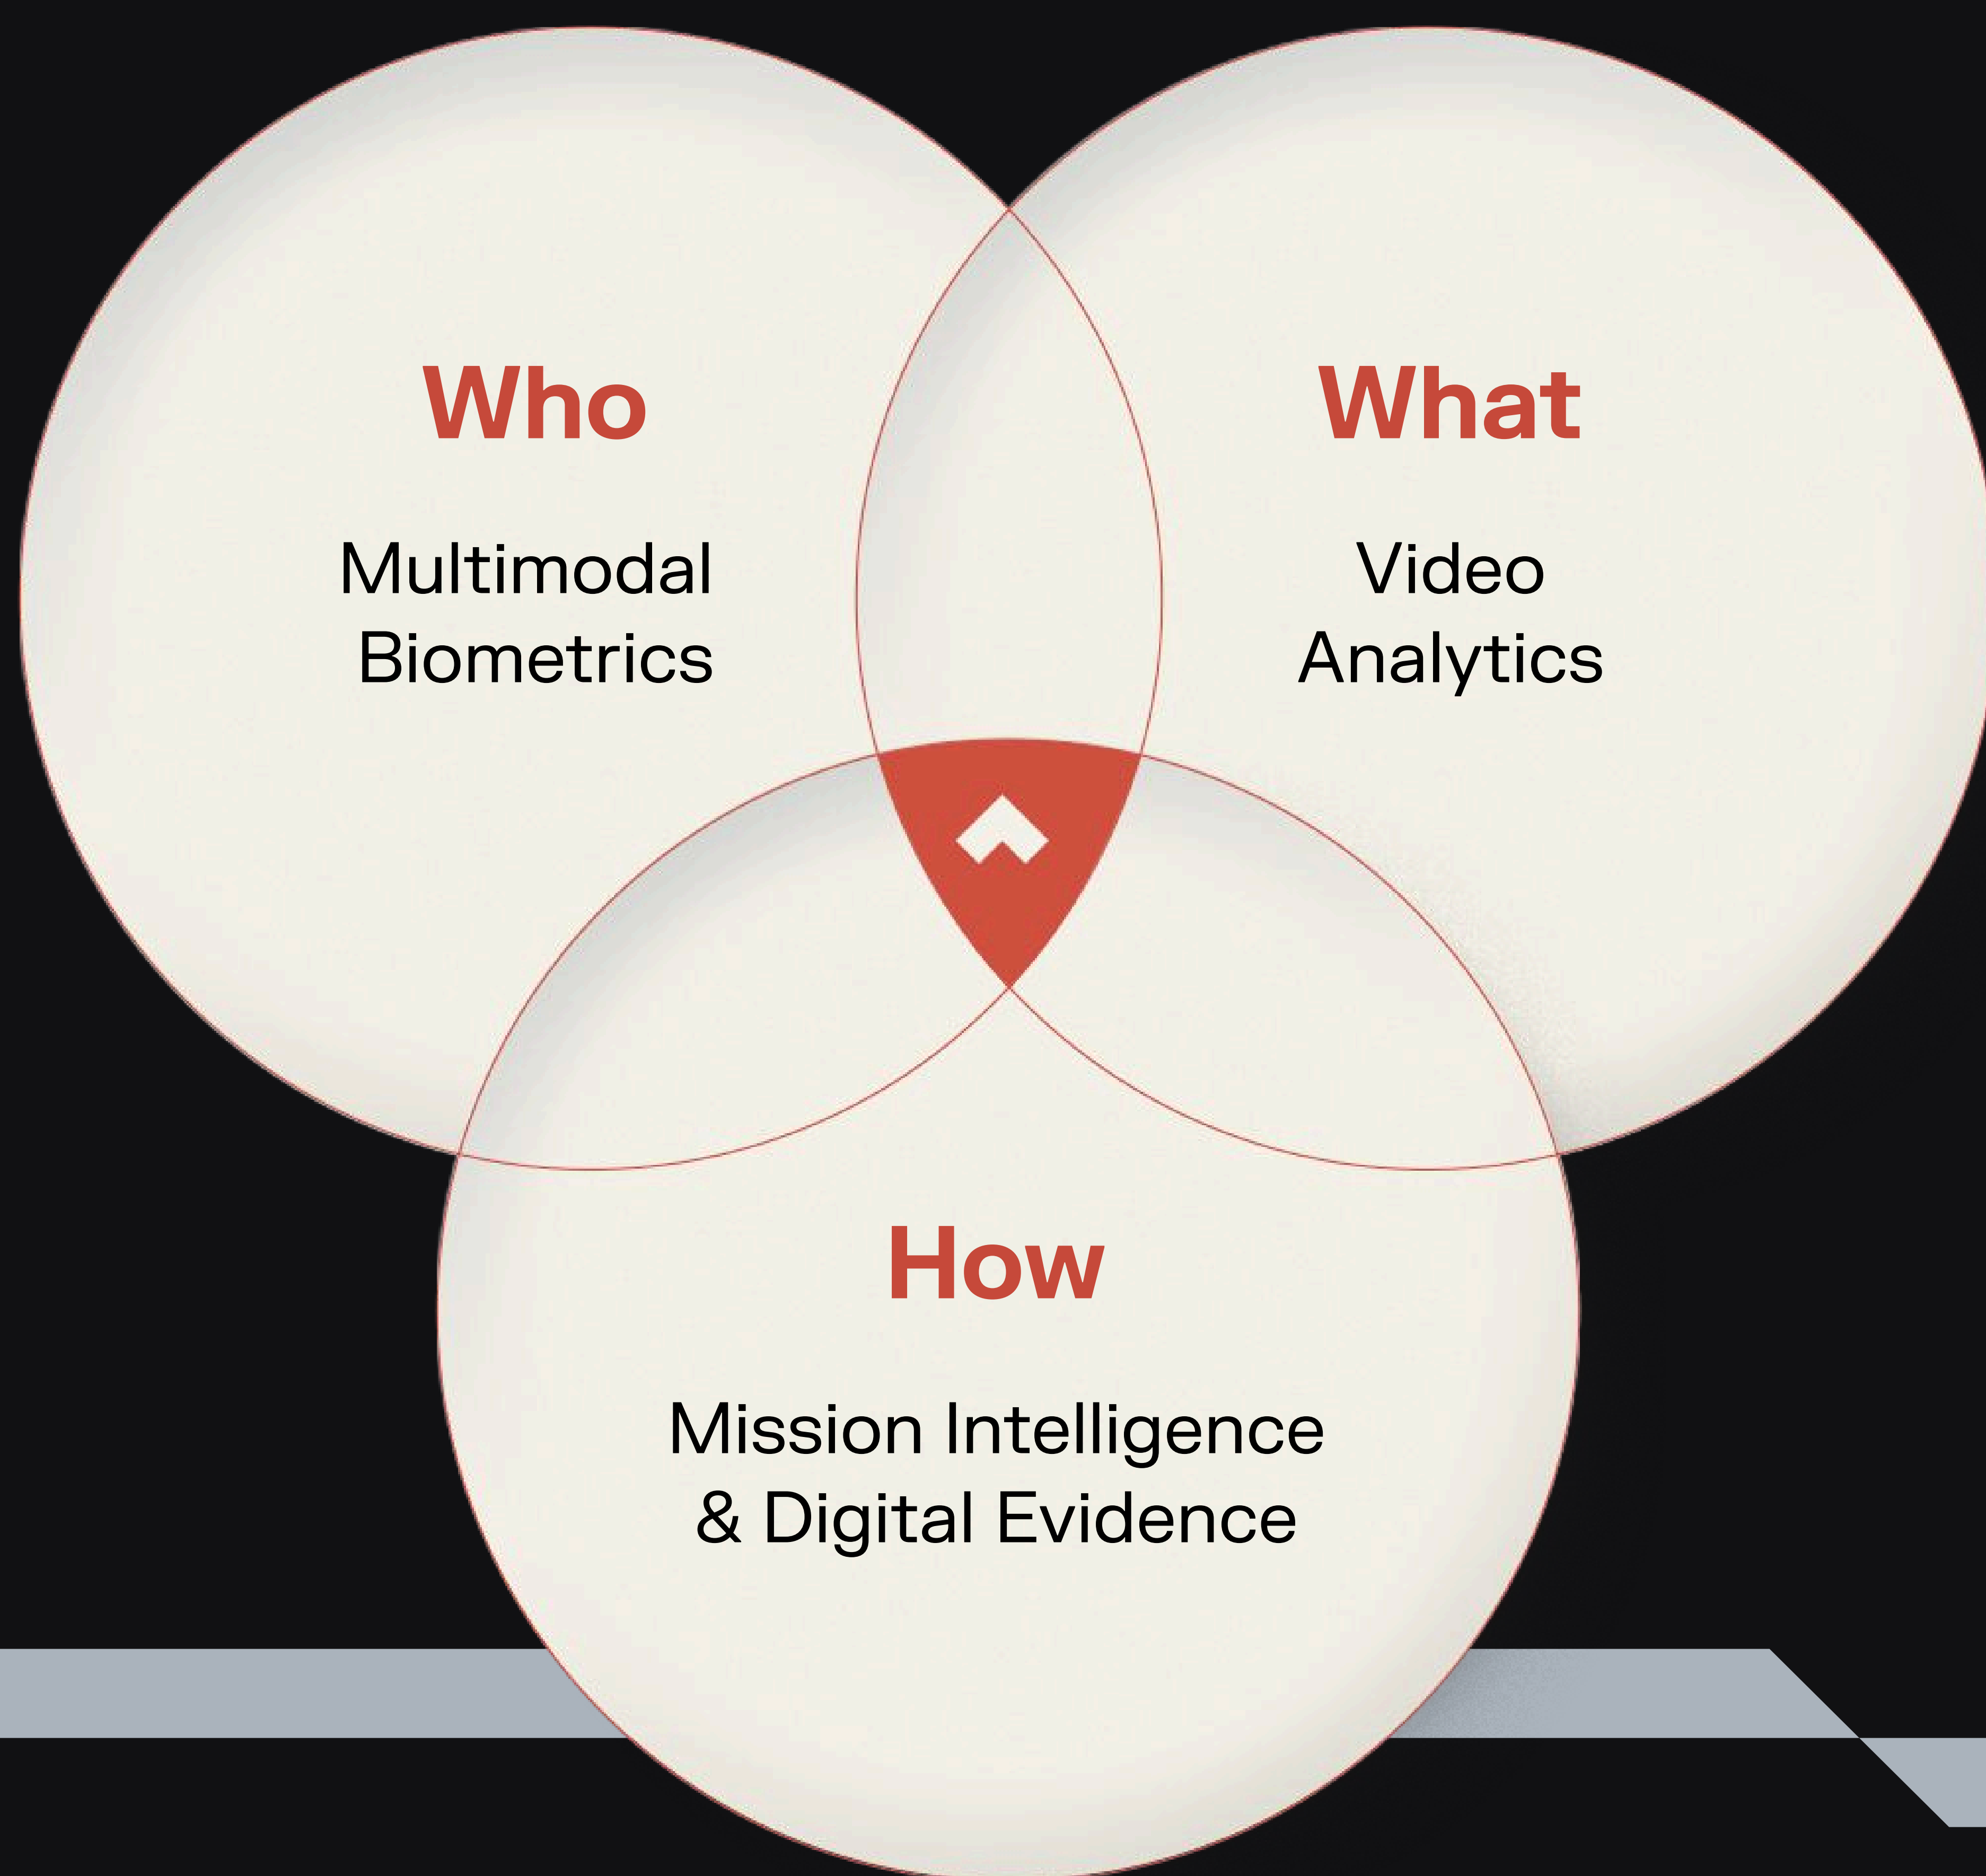 Who
Multimodal
Biometrics
What
Video
Analytics
How
Mission Intelligence
& Digital Evidence